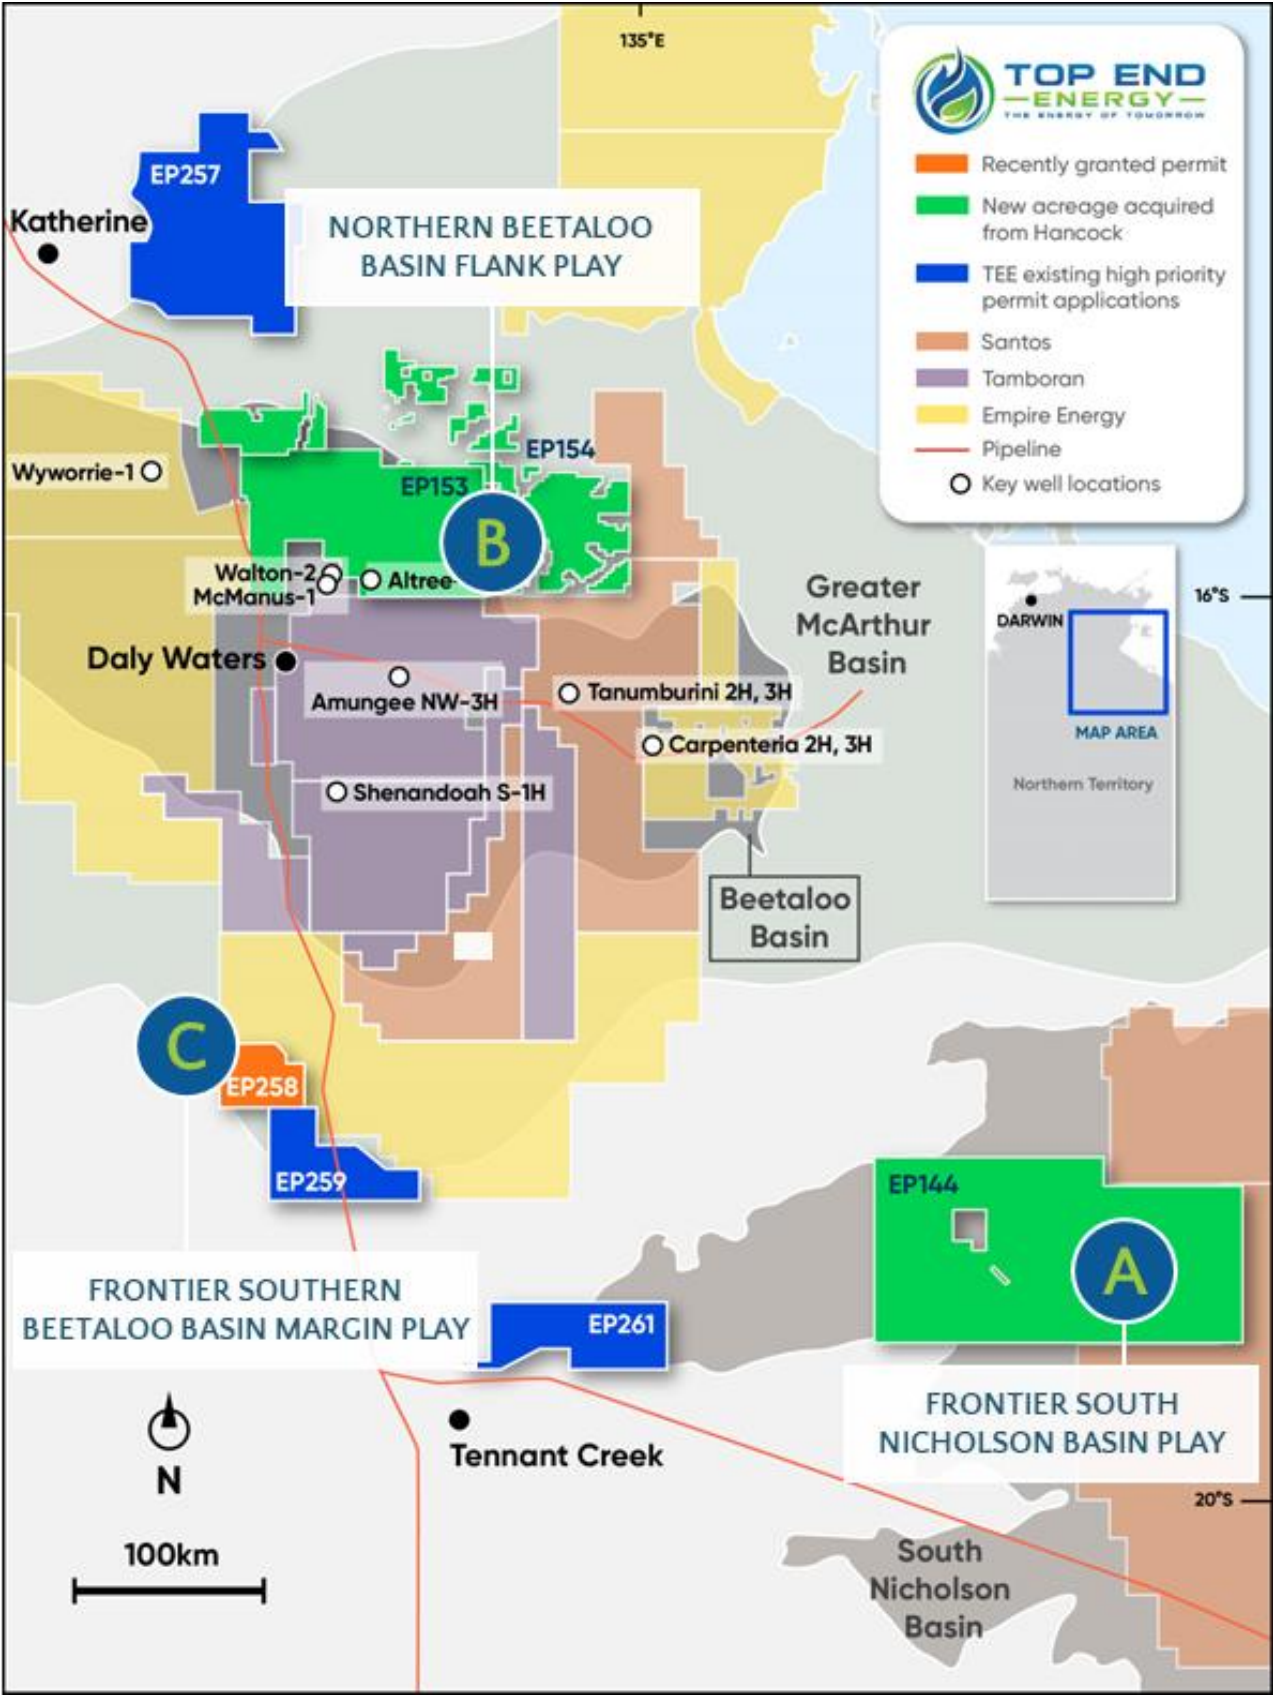 135°E
TOP END
ENERGY
THE ENERGY OF TOMORROW
Recently granted permit
New acreage acquired
from Hancock
TEE existing high priority
permit applications
Santos
Tamboran
Empire Energy
Pipeline
Key well locations
EP257
Katherine
NORTHERN BEETALOO
BASIN FLANK PLAY
EP154
Wyworrie-1
EP153
B
Walton-2
McManus-1
Altree
Greater
McArthur
Basin
16°S
DARWIN
MAP AREA
Northern Territory
Daly Waters
Amungee NW-3H
Tanumburini 2H, 3H
Carpenteria 2H, 3H
Shenandoah S-1H
Beetaloo
Basin
C
EP258
EP259
EP144
A
FRONTIER SOUTHERN
BEETALOO BASIN MARGIN PLAY
EP261
FRONTIER SOUTH
NICHOLSON BASIN PLAY
N
Tennant Creek
20°S
100km
South
Nicholson
Basin